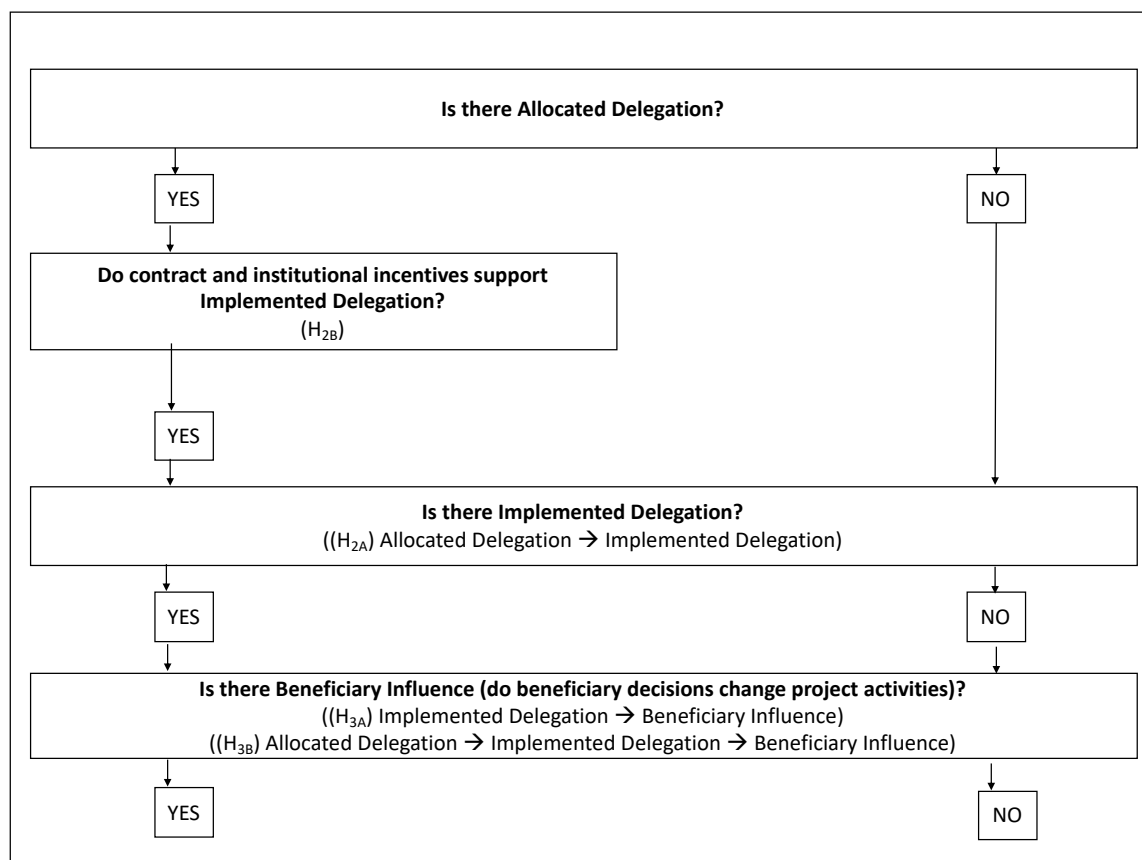 Is there Allocated Delegation?
YES
NO
Do contract and institutional incentives support
Implemented Delegation?
(H2B)
YES
Is there Implemented Delegation?
((H2A) Allocated Delegation → Implemented Delegation)
YES
NO
Is there Beneficiary Influence (do beneficiary decisions change project activities)?
((H3A) Implemented Delegation → Beneficiary Influence)
((H3B) Allocated Delegation → Implemented Delegation → Beneficiary Influence)
YES
NO